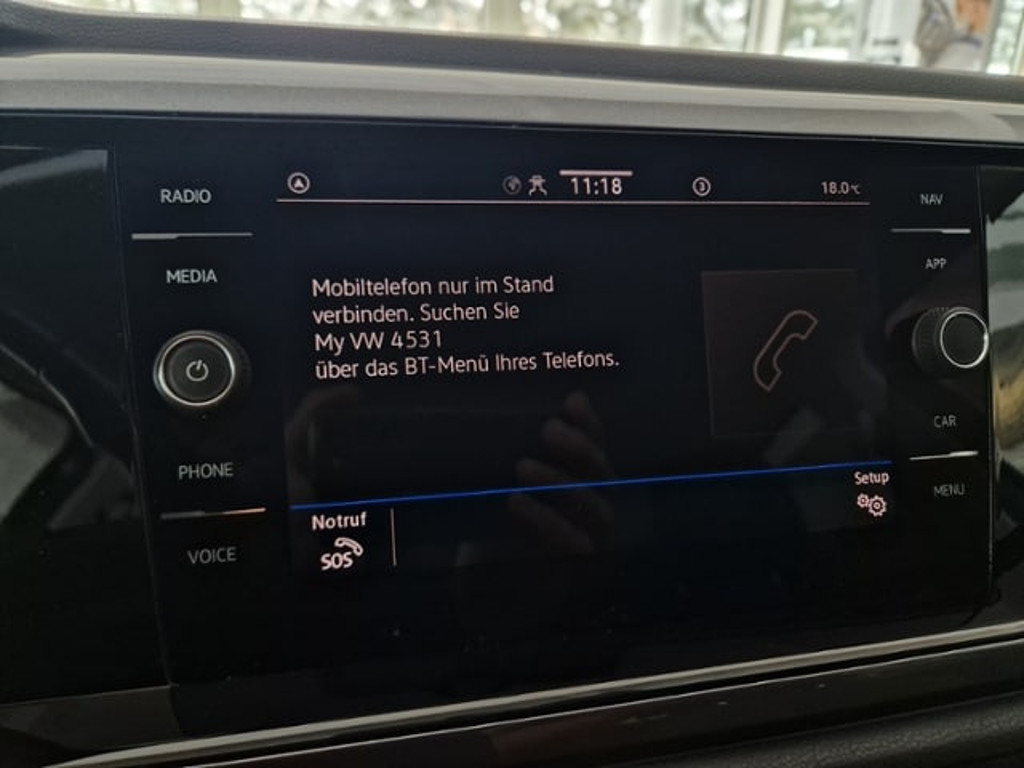 RADIO
MEDIA
PHONE
VOICE
11:18
3
18.0°C
Mobiltelefon nur im Stand
verbinden. Suchen Sie
My VW 4531
über das BT-Menü Ihres Telefons.
Notruf
SOS
Setup
NAV
APP
CAR
MENU